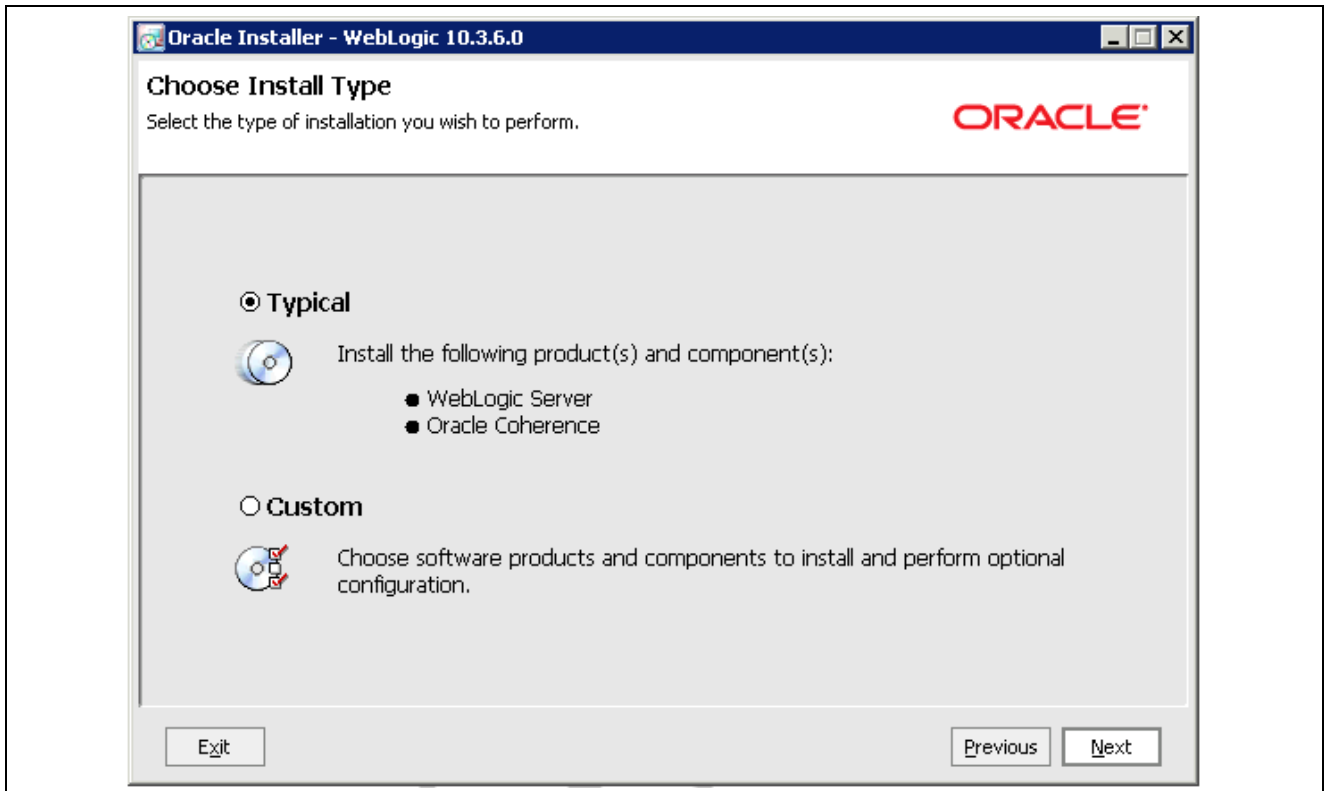 Oracle Installer - WebLogic 10.3.6.0
Choose Install Type
Select the type of installation you wish to perform.
ORACLE
Typical
Install the following product(s) and component(s):
WebLogic Server
Oracle Coherence
Custom
Choose software products and components to install and perform optional
configuration.
Exit
Previous
Next